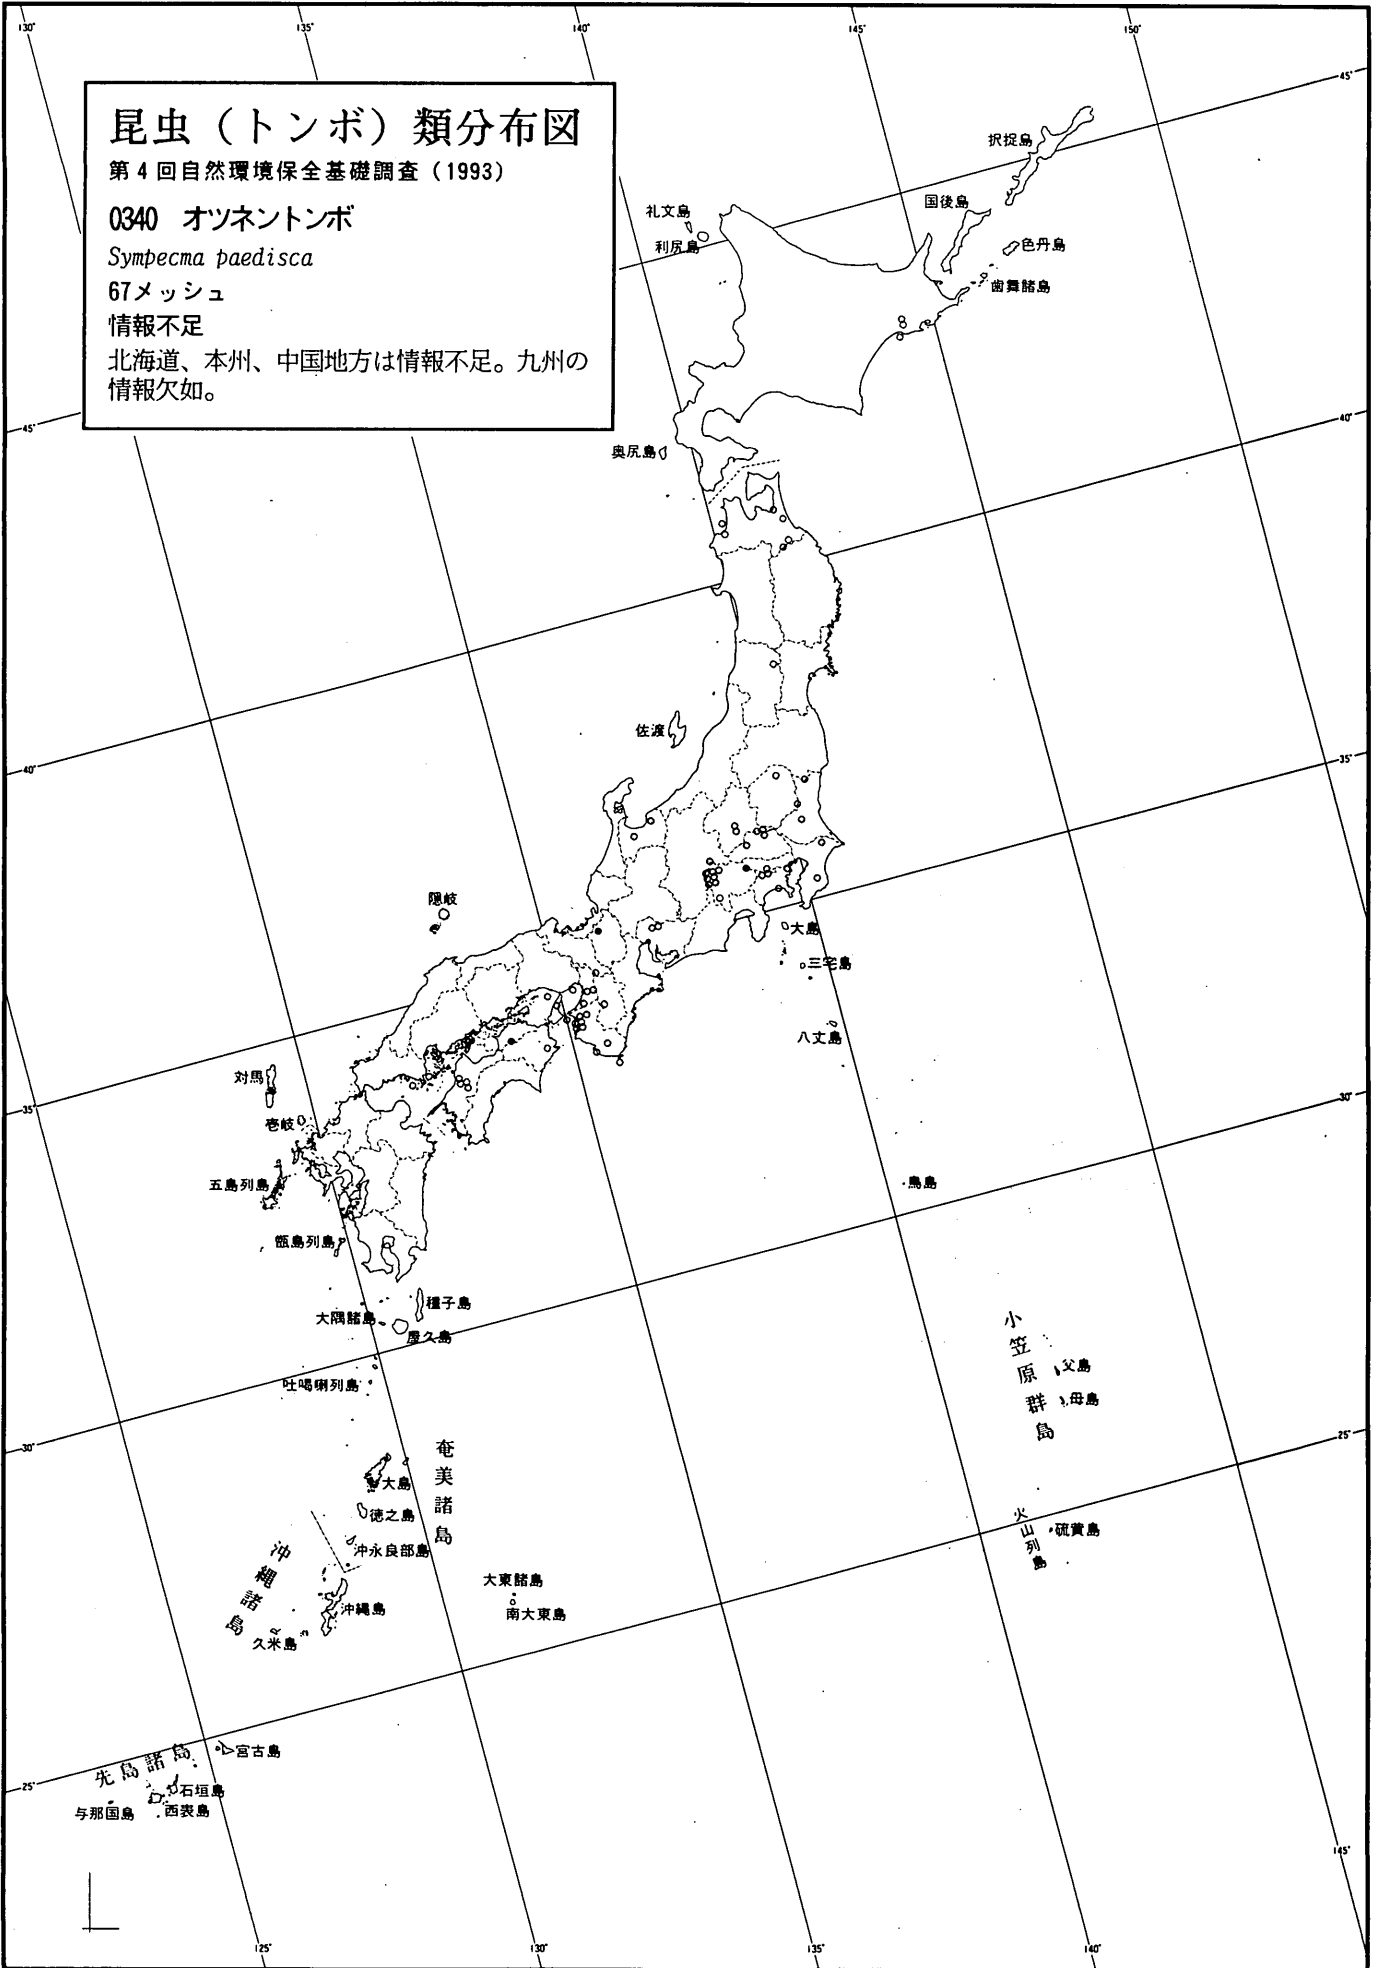 130°
135°
140°
145°
150°
昆虫（トンボ）類分布図
第4回自然環境保全基礎調査（1993）
0340　オツネントンボ
Sympecma paedisca
67メッシュ
情報不足
北海道、本州、中国地方は情報不足。九州の
情報欠如。
45°
択捉島
国後島
礼文島
利尻島
色丹島
歯舞諸島
45°
40°
奥尻島
佐渡
40°
35°
隠岐
大島
三宅島
八丈島
対馬
壱岐
35°
30°
五島列島
鳥島
甑島列島
種子島
大隅諸島
屋久島
吐噶喇列島
小笠原群島
父島
母島
30°
25°
奄美諸島
大島
徳之島
沖永良部島
火山列島
硫黄島
沖縄諸島
沖縄島
久米島
大東諸島
南大東島
先島諸島
宮古島
25°
石垣島
与那国島
西表島
145°
125°
130°
135°
140°